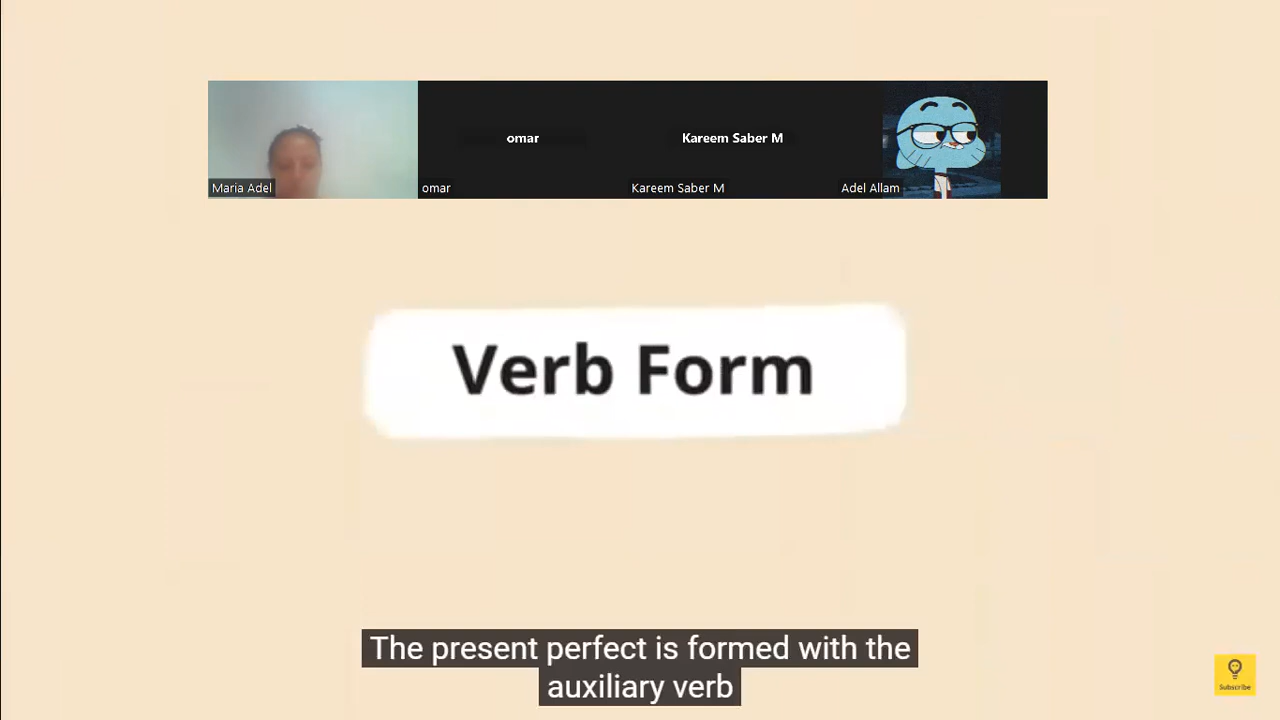 omar
Kareem Saber M
Maria Adel
omar
Kareem Saber M
Adel Allam
Verb Form
The present perfect is formed with the
auxiliary verb
Subscribe